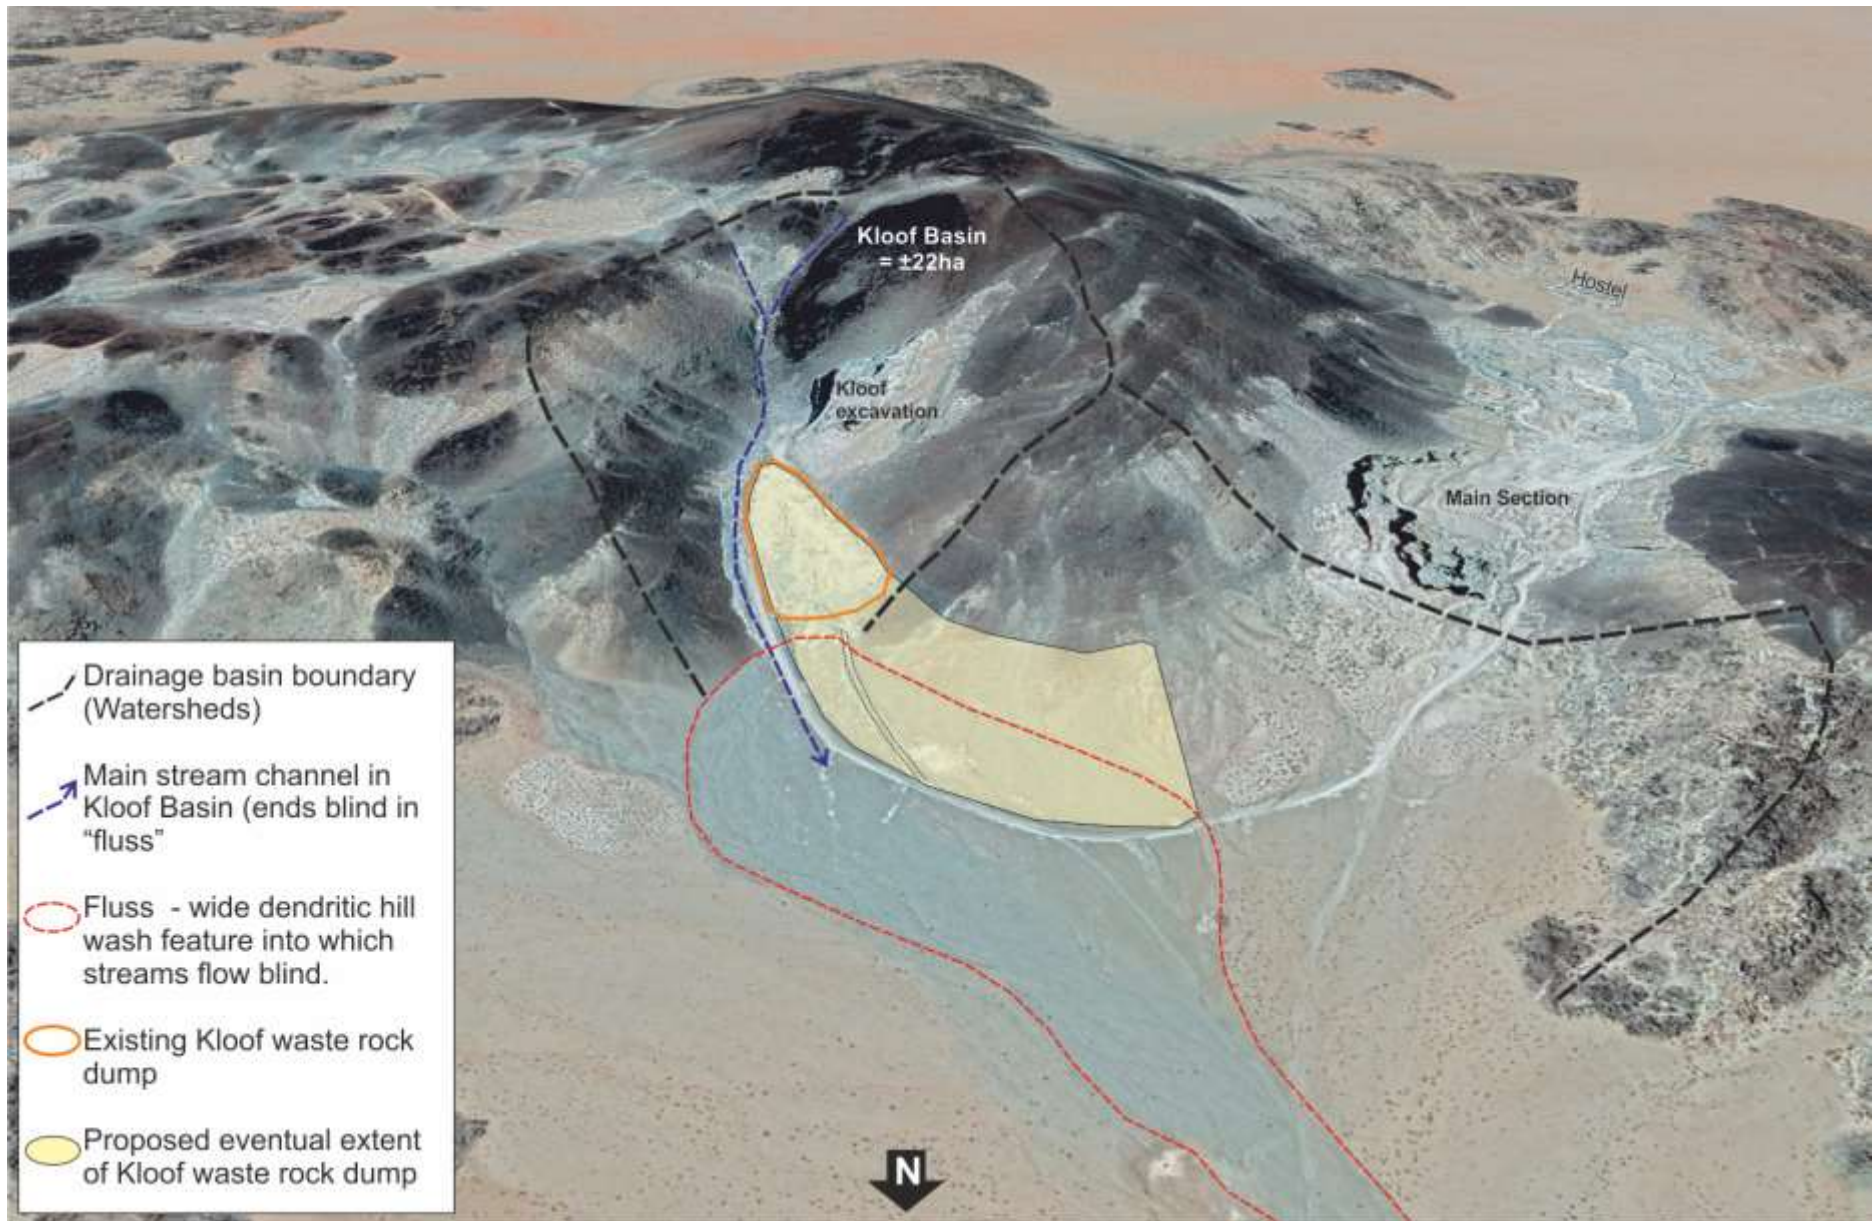 Kloof Basin
= ±22ha
Hostel
Kloof
excavation
Main Section
Drainage basin boundary
(Watersheds)
Main stream channel in
Kloof Basin (ends blind in
“fluss”
Fluss - wide dendritic hill
wash feature into which
streams flow blind.
Existing Kloof waste rock
dump
Proposed eventual extent
of Kloof waste rock dump
N